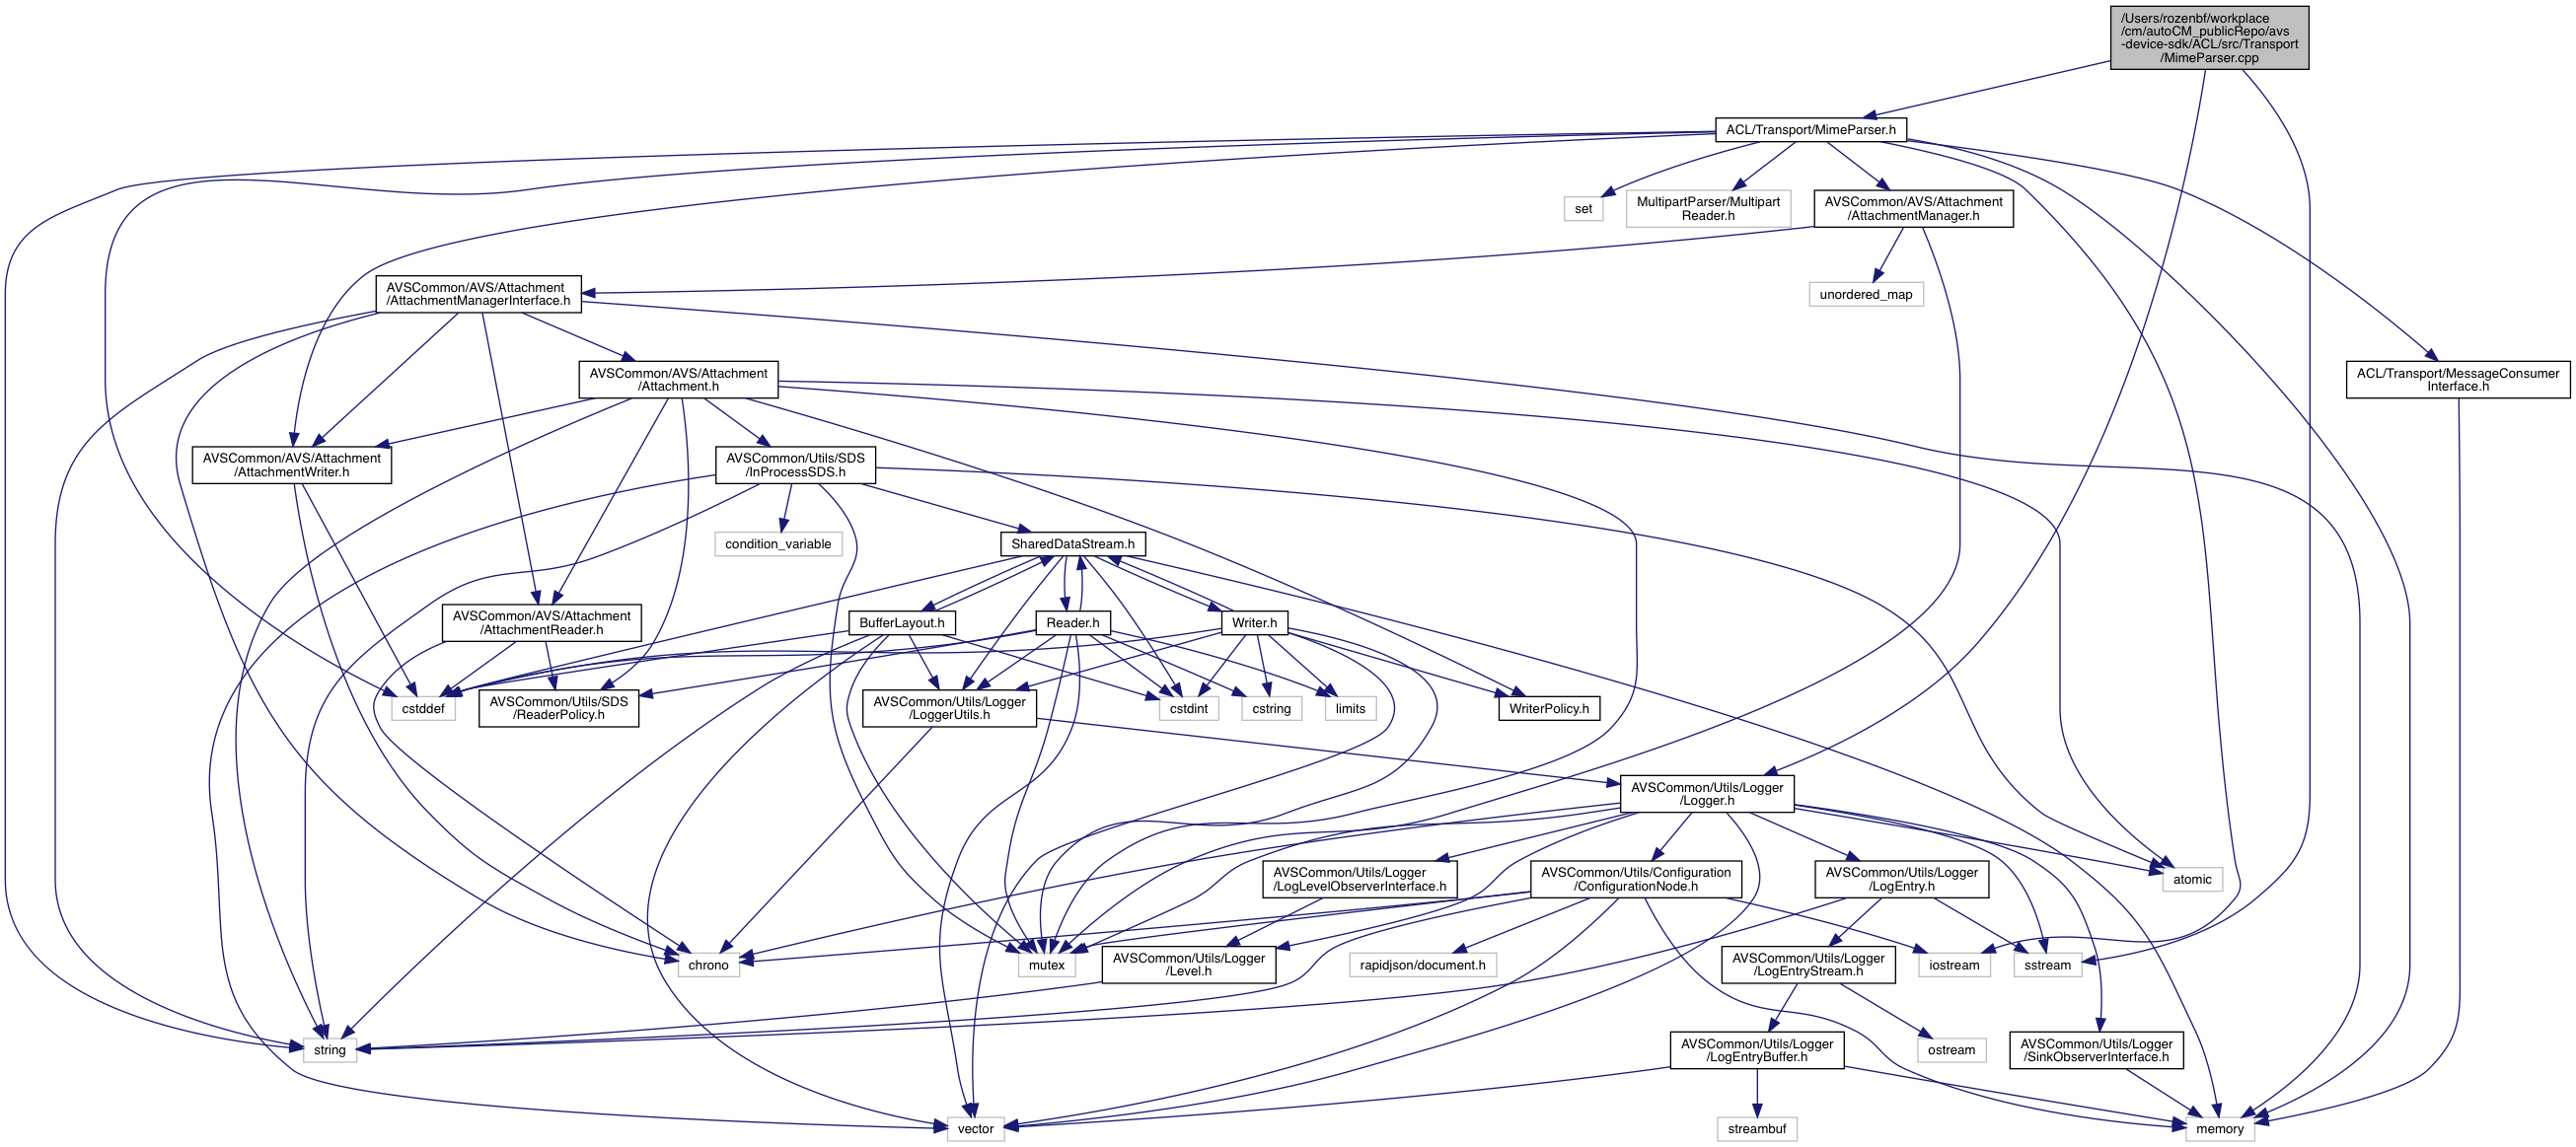 /Users/rozenbf/workplace
/cm/autoCM_publicRepo/avs
-device-sdk/ACL/src/Transport
/MimeParser.cpp
ACL/Transport/MimeParser.h
set
MultipartParser/Multipart
Reader.h
AVSCommon/AVS/Attachment
/AttachmentManager.h
AVSCommon/AVS/Attachment
/AttachmentManagerInterface.h
unordered_map
AVSCommon/AVS/Attachment
/Attachment.h
ACL/Transport/MessageConsumer
Interface.h
AVSCommon/AVS/Attachment
/AttachmentWriter.h
AVSCommon/Utils/SDS
/InProcessSDS.h
condition_variable
SharedDataStream.h
AVSCommon/AVS/Attachment
/AttachmentReader.h
BufferLayout.h
Reader.h
Writer.h
cstddef
AVSCommon/Utils/SDS
/ReaderPolicy.h
AVSCommon/Utils/Logger
/LoggerUtils.h
cstdint
cstring
limits
WriterPolicy.h
AVSCommon/Utils/Logger
/Logger.h
AVSCommon/Utils/Logger
/LogLevelObserverInterface.h
AVSCommon/Utils/Configuration
/ConfigurationNode.h
AVSCommon/Utils/Logger
/LogEntry.h
atomic
chrono
mutex
AVSCommon/Utils/Logger
/Level.h
rapidjson/document.h
AVSCommon/Utils/Logger
/LogEntryStream.h
iostream
sstream
string
AVSCommon/Utils/Logger
/LogEntryBuffer.h
ostream
AVSCommon/Utils/Logger
/SinkObserverInterface.h
vector
streambuf
memory